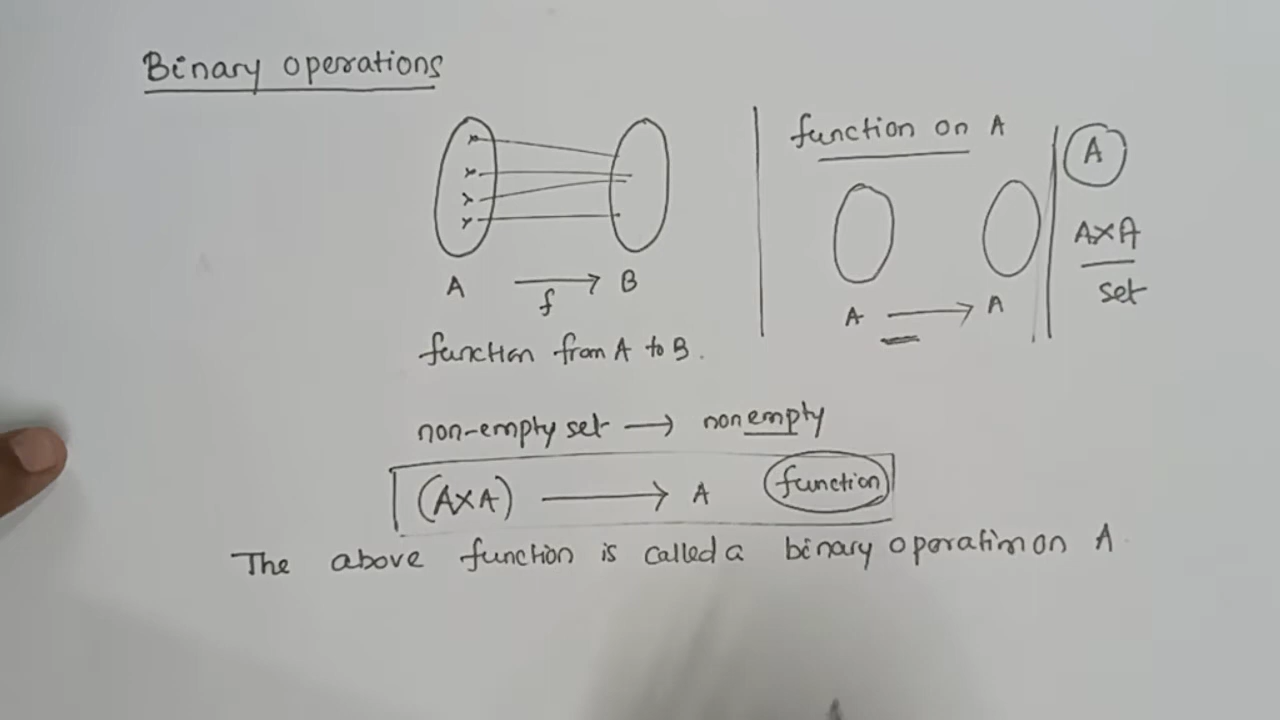 Binary operations
A f B
function from A to B.
function on A
A A
A
A×A
set
non-empty set → nonempty
(A×A) → A function
The above function is called a binary operation on A.